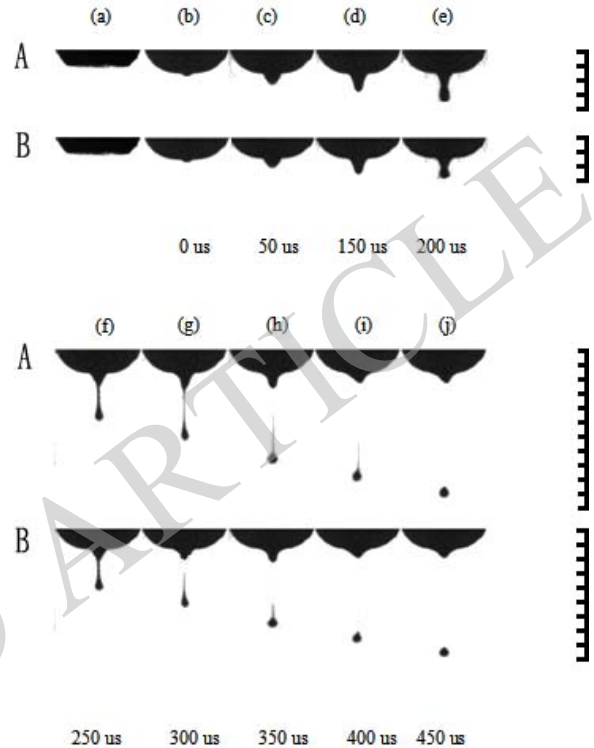 (a) (b) (c) (d) (e)
A
B
0 us 50 us 150 us 200 us
(f) (g) (h) (i) (j)
A
B
250 us 300 us 350 us 400 us 450 us
ARTICLE